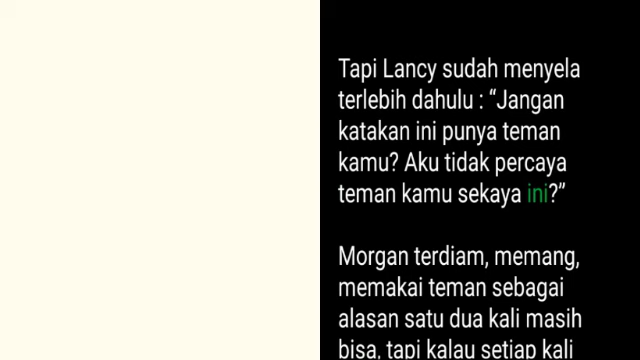 Tapi Lancy sudah menyela
terlebih dahulu : “Jangan
katakan ini punya teman
kamu? Aku tidak percaya
teman kamu sekaya ini?”
Morgan terdiam, memang,
memakai teman sebagai
alasan satu dua kali masih
bisa, tapi kalau setiap kali